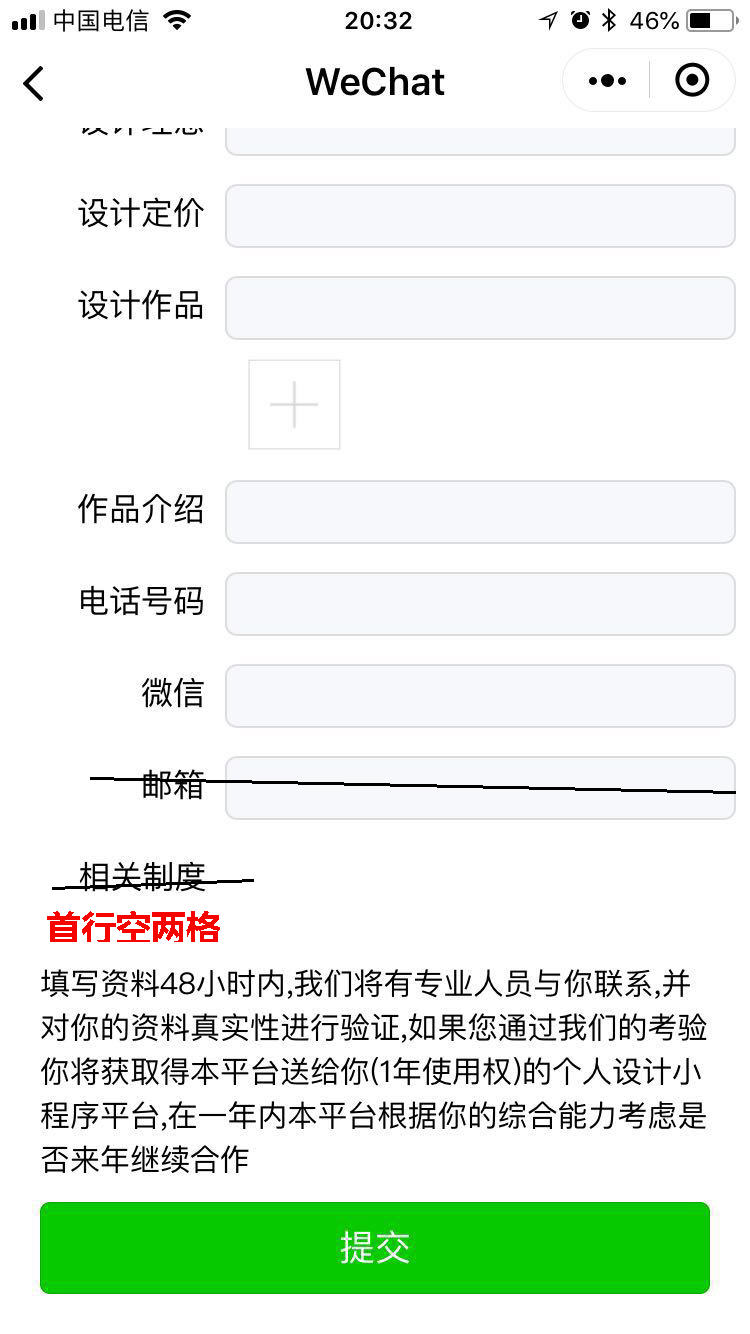 中国电信 20:32 46%
WeChat
设计理念
设计定价
设计作品
作品介绍
电话号码
微信
邮箱
相关制度
首行空两格
填写资料48小时内,我们将有专业人员与你联系,并
对你的资料真实性进行验证,如果您通过我们的考验
你将获取得本平台送给你(1年使用权)的个人设计小
程序平台,在一年内本平台根据你的综合能力考虑是
否来年继续合作
提交